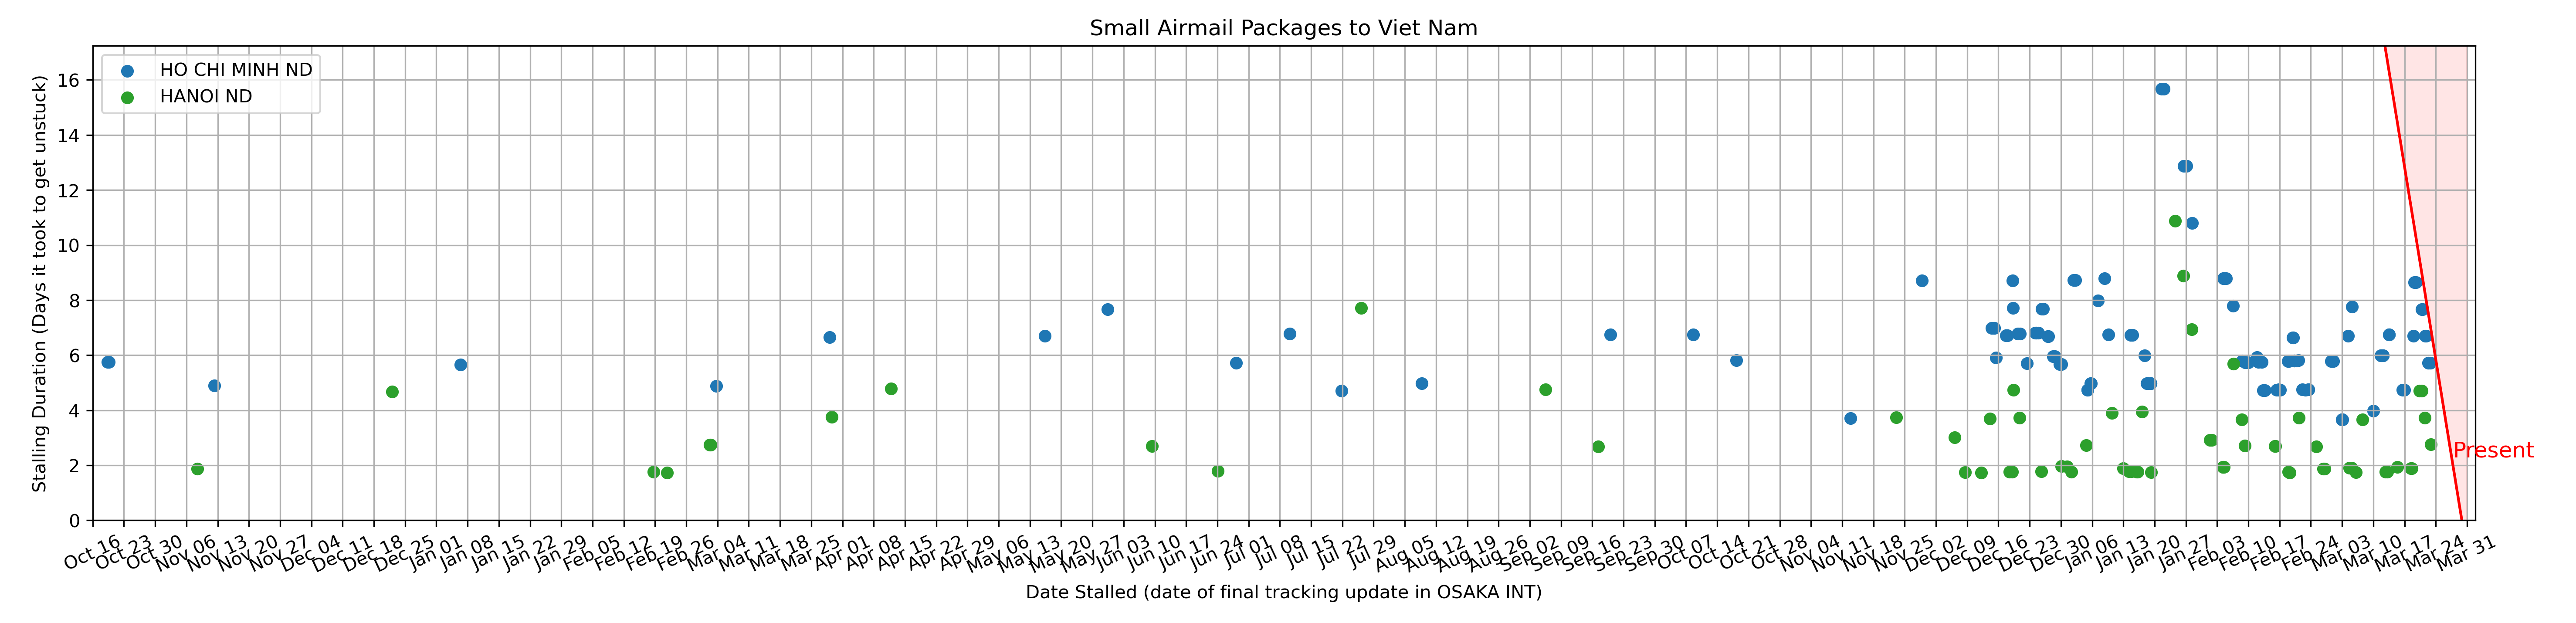 Small Airmail Packages to Viet Nam
HO CHI MINH ND
HANOI ND
Stalling Duration (Days it took to get unstuck)
16
14
12
10
8
6
4
2
0
Present
Oct 16 Oct 23 Oct 30 Nov 06 Nov 13 Nov 20 Nov 27 Dec 04 Dec 11 Dec 18 Dec 25 Jan 01 Jan 08 Jan 15 Jan 22 Jan 29 Feb 05 Feb 12 Feb 19 Feb 26 Mar 04 Mar 11 Mar 18 Mar 25 Apr 01 Apr 08 Apr 15 Apr 22 Apr 29 May 06 May 13 May 20 May 27 Jun 03 Jun 10 Jun 17 Jun 24 Jul 01 Jul 08 Jul 15 Jul 22 Jul 29 Aug 05 Aug 12 Aug 19 Aug 26 Sep 02 Sep 09 Sep 16 Sep 23 Sep 30 Oct 07 Oct 14 Oct 21 Oct 28 Nov 04 Nov 11 Nov 18 Nov 25 Dec 02 Dec 09 Dec 16 Dec 23 Dec 30 Jan 06 Jan 13 Jan 20 Jan 27 Feb 03 Feb 10 Feb 17 Feb 24 Mar 03 Mar 10 Mar 17 Mar 24 Mar 31
Date Stalled (date of final tracking update in OSAKA INT)